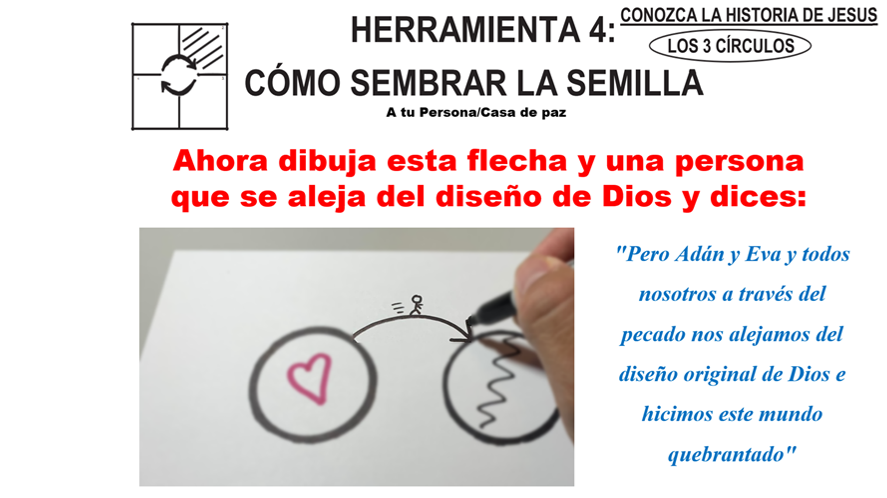 HERRAMIENTA 4:
CONOZCA LA HISTORIA DE JESUS
LOS 3 CÍRCULOS
CÓMO SEMBRAR LA SEMILLA
A tu Persona/Casa de paz
Ahora dibuja esta flecha y una persona
que se aleja del diseño de Dios y dices:
"Pero Adán y Eva y todos
nosotros a través del
pecado nos alejamos del
diseño original de Dios e
hicimos este mundo
quebrantado"